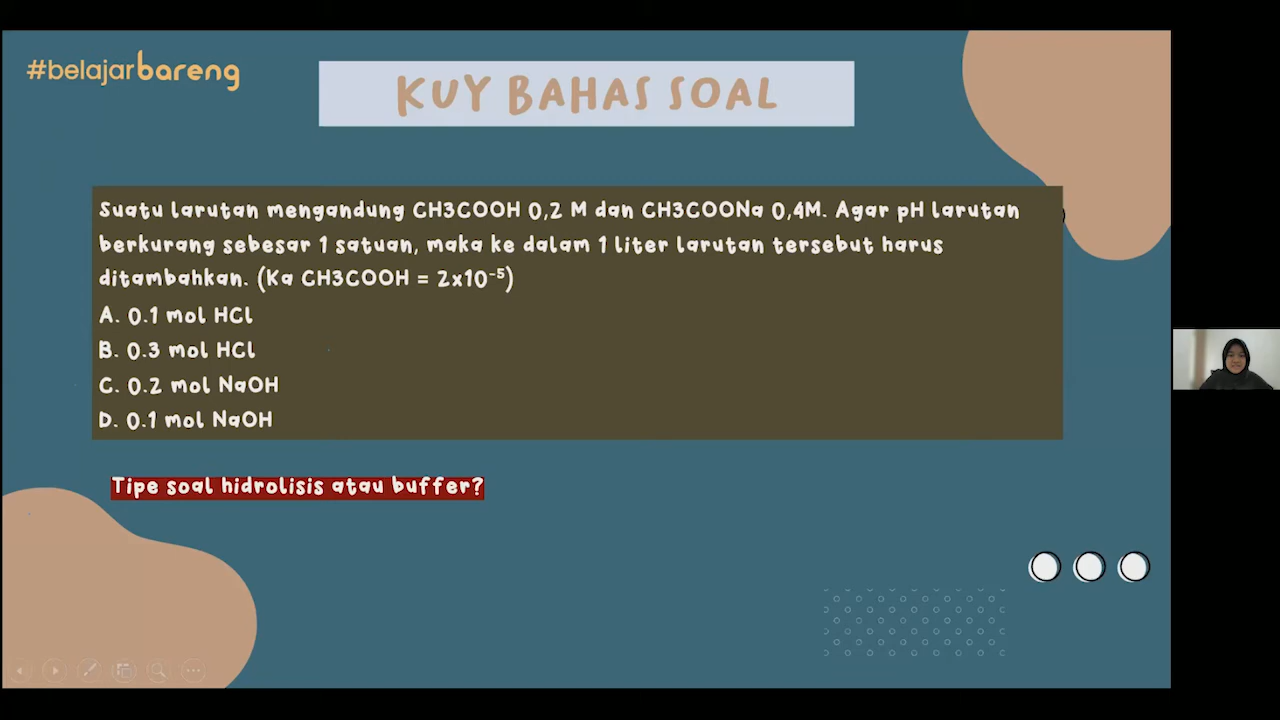 #belajarbareng
KUY BAHAS SOAL
Suatu larutan mengandung CH3COOH 0,2 M dan CH3COONa 0,4M. Agar pH larutan
berkurang sebesar 1 satuan, maka ke dalam 1 liter larutan tersebut harus
ditambahkan. (Ka CH3COOH = 2x10⁻⁵)
A. 0.1 mol HCl
B. 0.3 mol HCl
C. 0.2 mol NaOH
D. 0.1 mol NaOH
Tipe soal hidrolisis atau buffer?